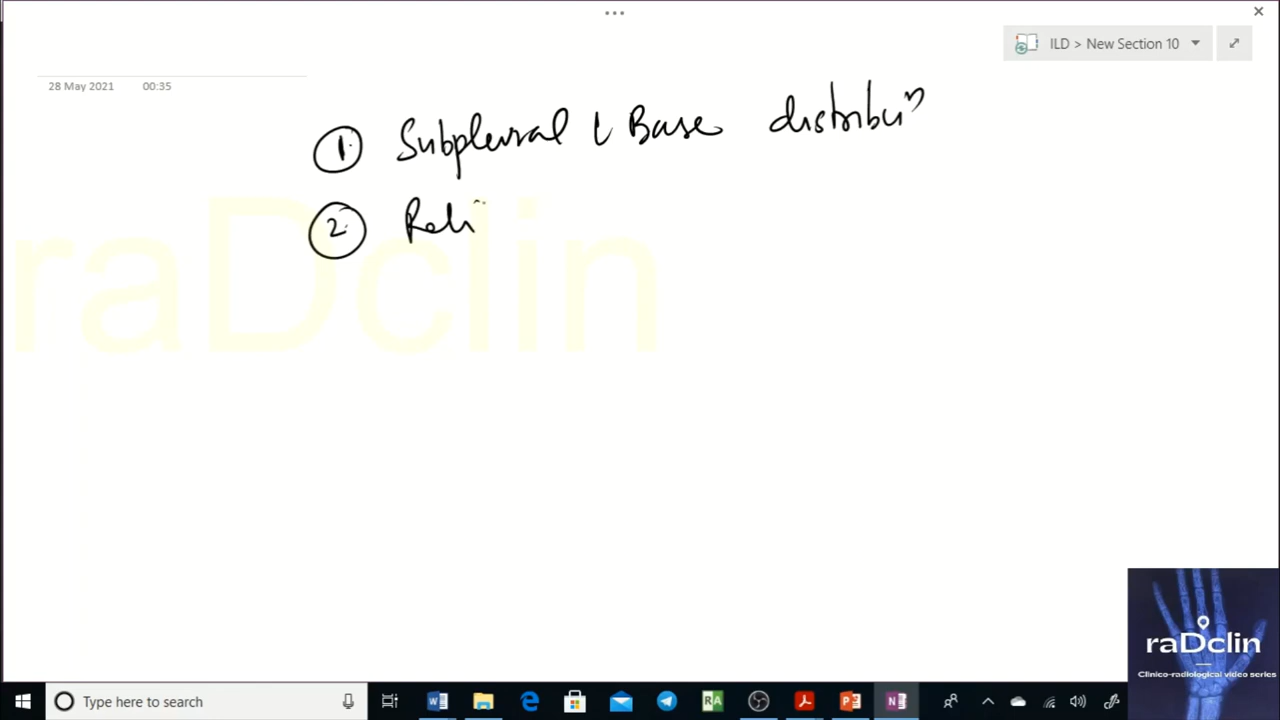 ILD > New Section 10
28 May 2021 00:35
① Subpleural & Base distribuⁿ
② Reti
raDclin
raDclin
Clinico-radiological video series
Type here to search